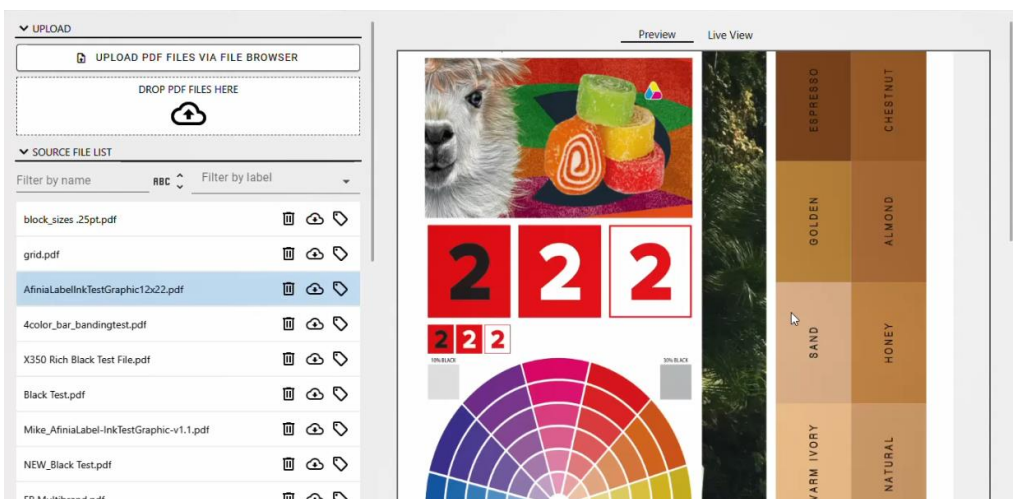 UPLOAD
UPLOAD PDF FILES VIA FILE BROWSER
DROP PDF FILES HERE
SOURCE FILE LIST
Filter by name
ABC
Filter by label
block_sizes .25pt.pdf
grid.pdf
AfiniaLabelInkTestGraphic12x22.pdf
4color_bar_bandingtest.pdf
X350 Rich Black Test File.pdf
Black Test.pdf
Mike_AfiniaLabel-InkTestGraphic-v1.1.pdf
NEW_Black Test.pdf
Preview
Live View
2 2 2
2 2 2
10% BLACK
30% BLACK
ESPRESSO
CHESTNUT
GOLDEN
ALMOND
SAND
HONEY
WARM IVORY
NATURAL